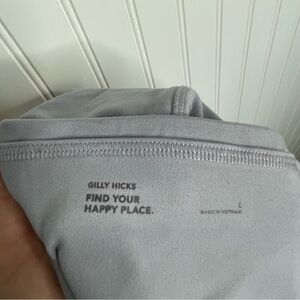 GILLY HICKS
FIND YOUR
HAPPY PLACE.
L
MADE IN VIETNAM